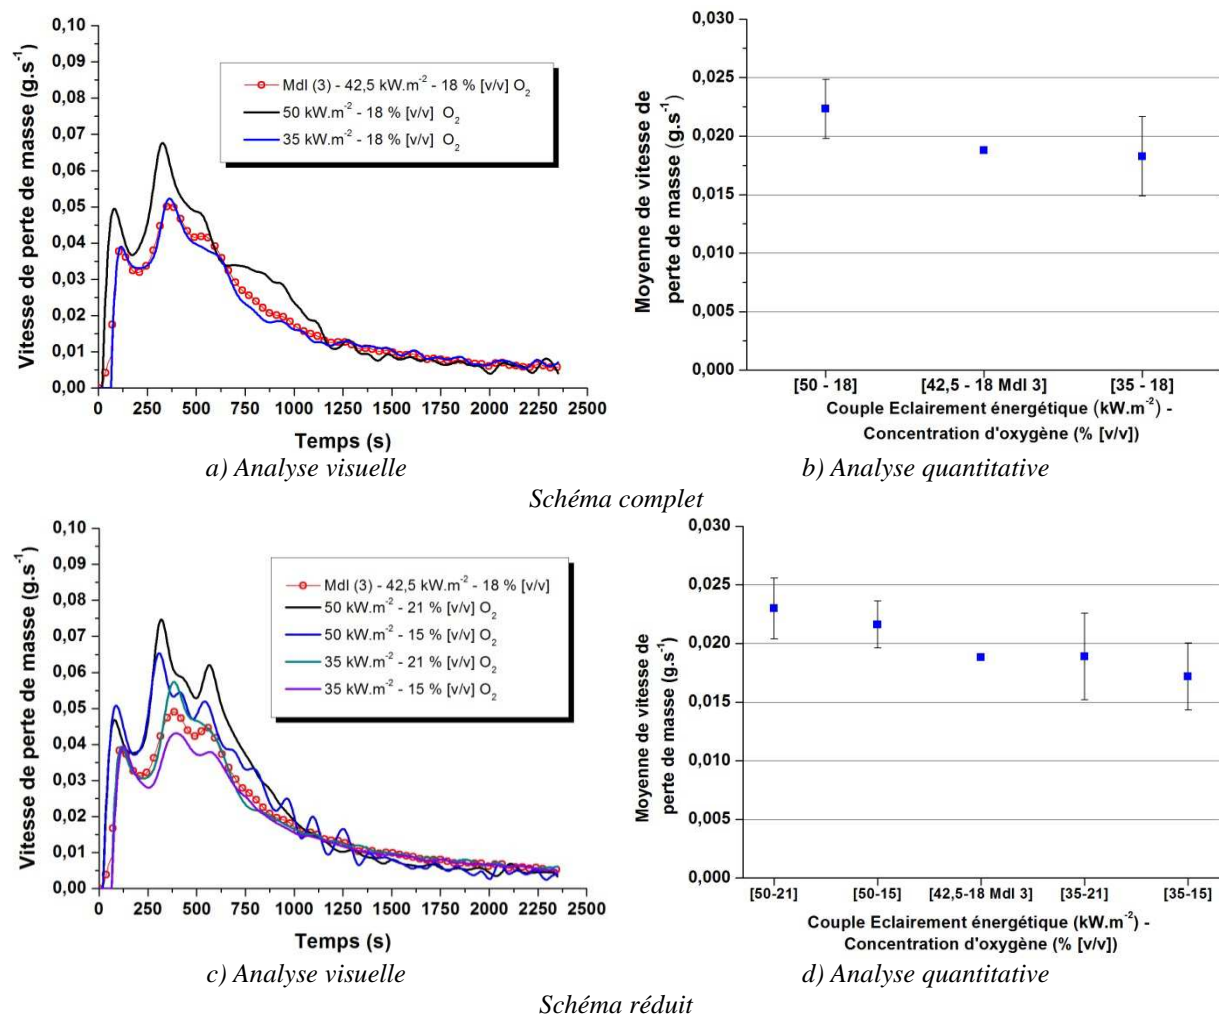 0,10
0,09
0,08
0,07
0,06
0,05
0,04
0,03
0,02
0,01
0,00
Vitesse de perte de masse (g.s⁻¹)
Mdl (3) - 42,5 kW.m⁻² - 18 % [v/v] O₂
50 kW.m⁻² - 18 % [v/v] O₂
35 kW.m⁻² - 18 % [v/v] O₂
0 250 500 750 1000 1250 1500 1750 2000 2250 2500
Temps (s)
a) Analyse visuelle
0,030
0,025
0,020
0,015
0,010
0,005
0,000
Moyenne de vitesse de
perte de masse (g.s⁻¹)
[50 - 18] [42,5 - 18 Mdl 3] [35 - 18]
Couple Eclairement énergétique (kW.m⁻²) -
Concentration d'oxygène (% [v/v])
b) Analyse quantitative
Schéma complet
0,10
0,09
0,08
0,07
0,06
0,05
0,04
0,03
0,02
0,01
0,00
Vitesse de perte de masse (g.s⁻¹)
Mdl (3) - 42,5 kW.m⁻² - 18 % [v/v]
50 kW.m⁻² - 21 % [v/v] O₂
50 kW.m⁻² - 15 % [v/v] O₂
35 kW.m⁻² - 21 % [v/v] O₂
35 kW.m⁻² - 15 % [v/v] O₂
0 250 500 750 1000 1250 1500 1750 2000 2250 2500
Temps (s)
c) Analyse visuelle
0,030
0,025
0,020
0,015
0,010
0,005
0,000
Moyenne de vitesse de
perte de masse (g.s⁻¹)
[50-21] [50-15] [42,5-18 Mdl 3] [35-21] [35-15]
Couple Eclairement énergétique (kW.m⁻²) -
Concentration d'oxygène (% [v/v])
d) Analyse quantitative
Schéma réduit